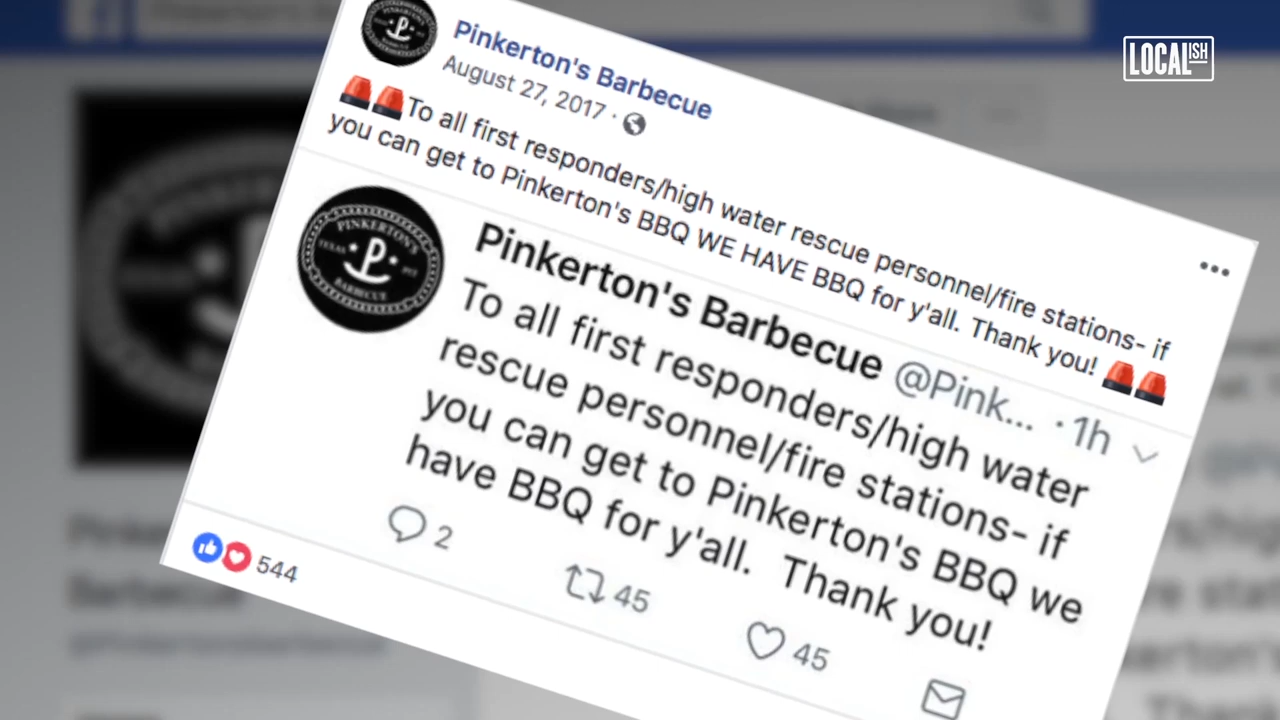 LOCALISH
Pinkerton's Barbecue
August 27, 2017 ·
🚨🚨To all first responders/high water rescue personnel/fire stations- if
you can get to Pinkerton's BBQ WE HAVE BBQ for y'all. Thank you! 🚨🚨
PINKERTON'S
TEXAS
BARBECUE
Pinkerton's Barbecue @Pink... · 1h
To all first responders/high water
rescue personnel/fire stations- if
you can get to Pinkerton's BBQ we
have BBQ for y'all. Thank you!
2
45
45
544